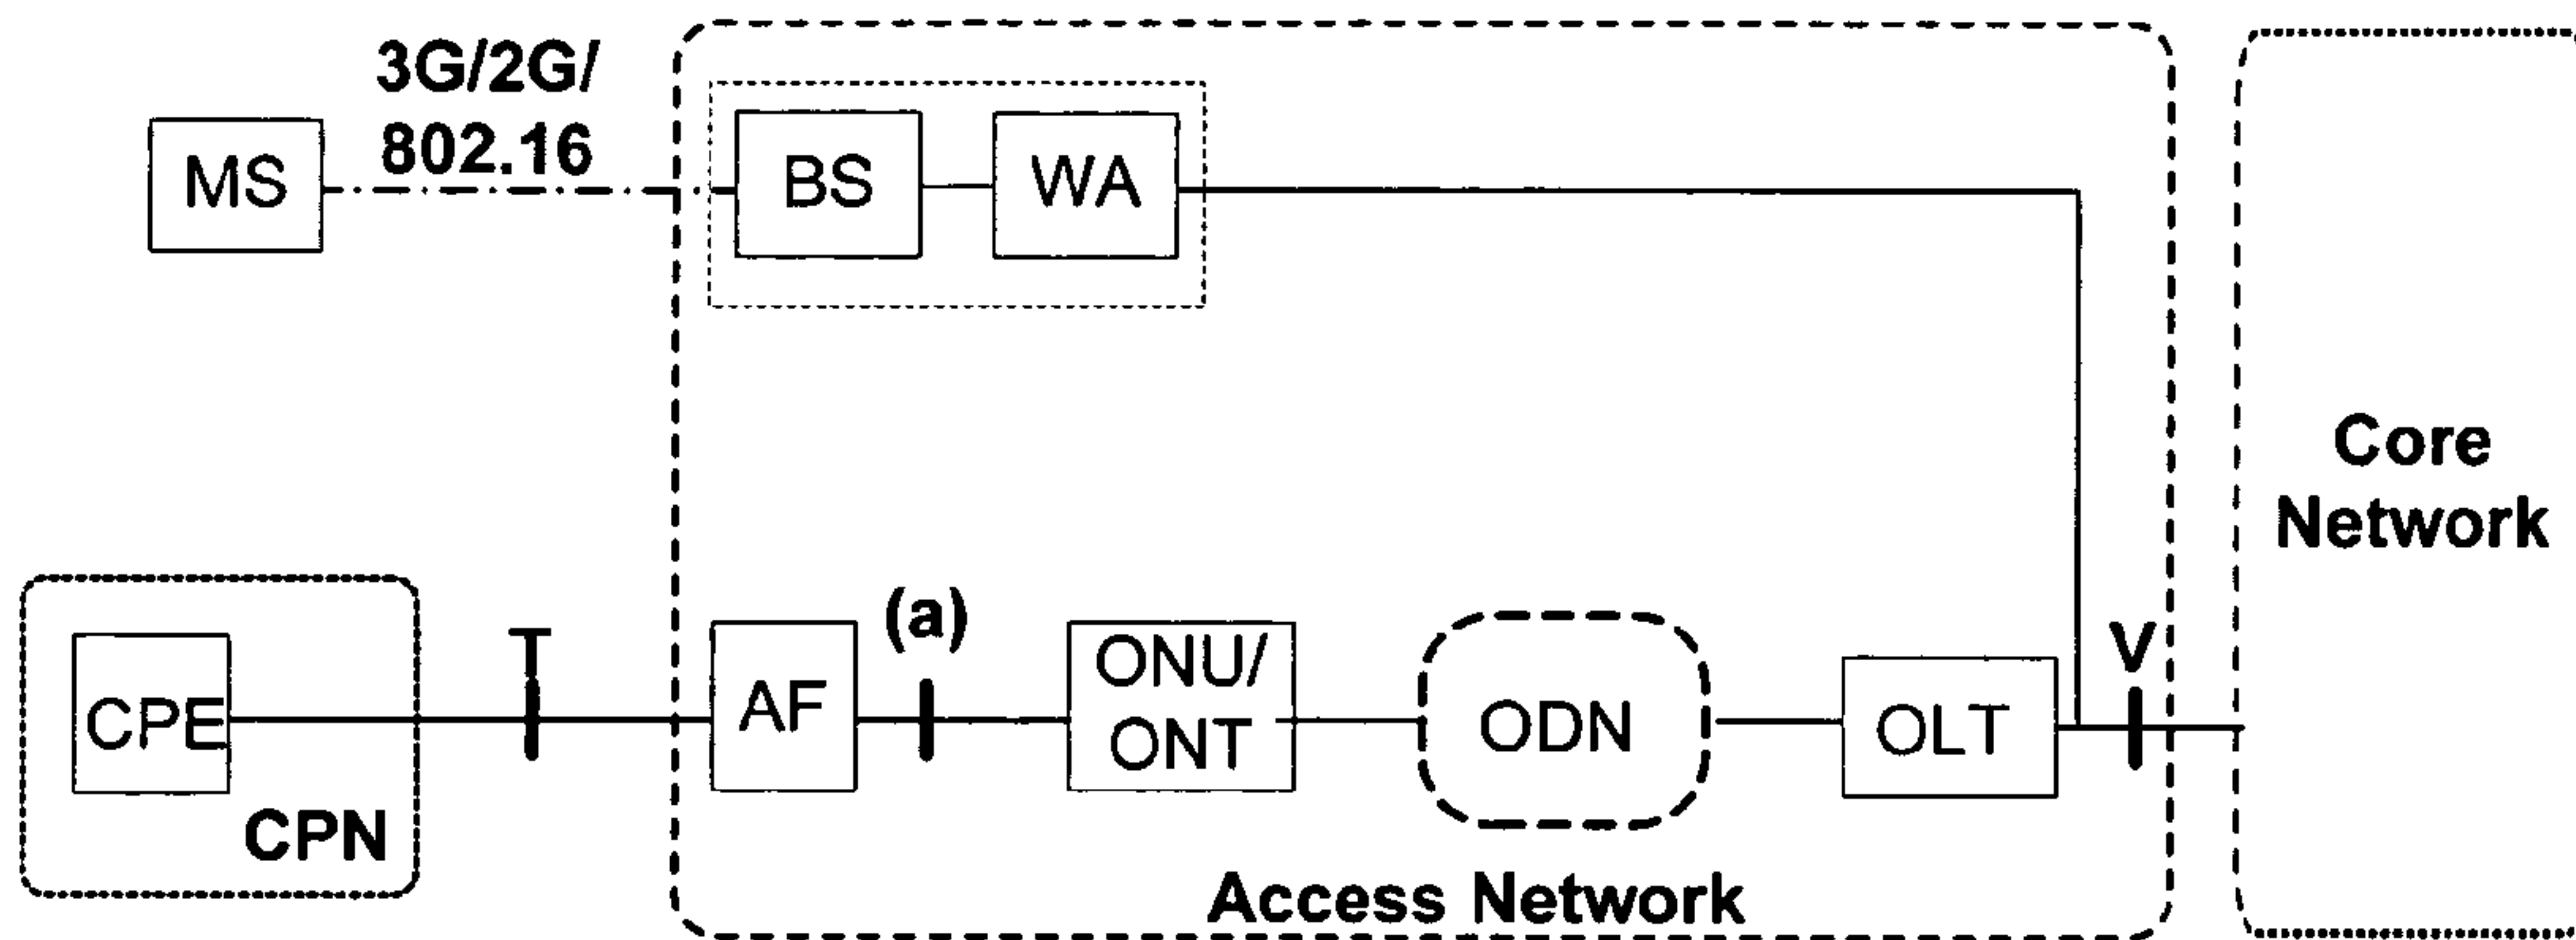 3G/2G/
802.16
MS
BS
WA
Core
Network
CPE
CPN
T
AF
(a)
ONU/
ONT
ODN
OLT
V
Access Network